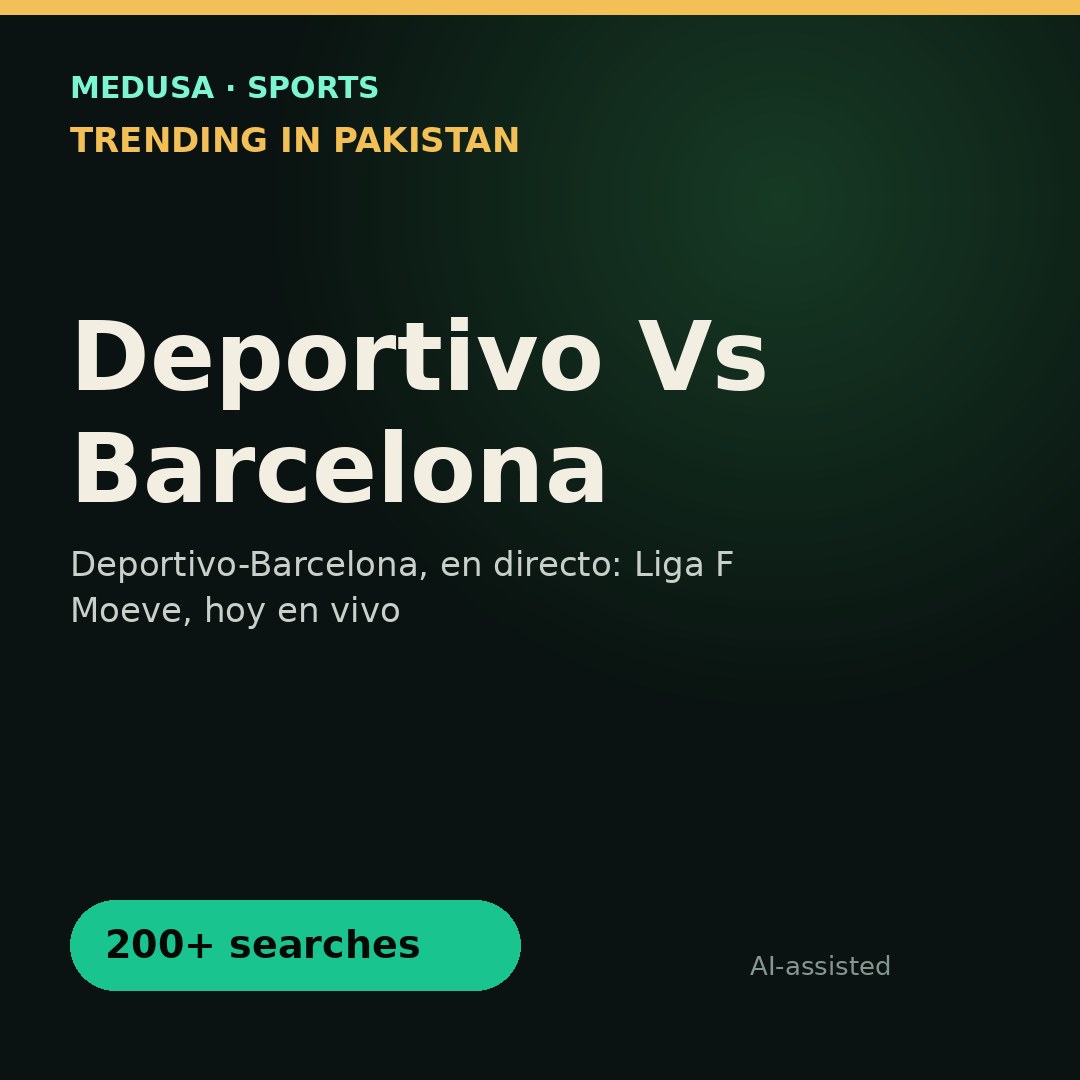 MEDUSA · SPORTS
TRENDING IN PAKISTAN
Deportivo Vs
Barcelona
Deportivo-Barcelona, en directo: Liga F
Moeve, hoy en vivo
200+ searches
AI-assisted